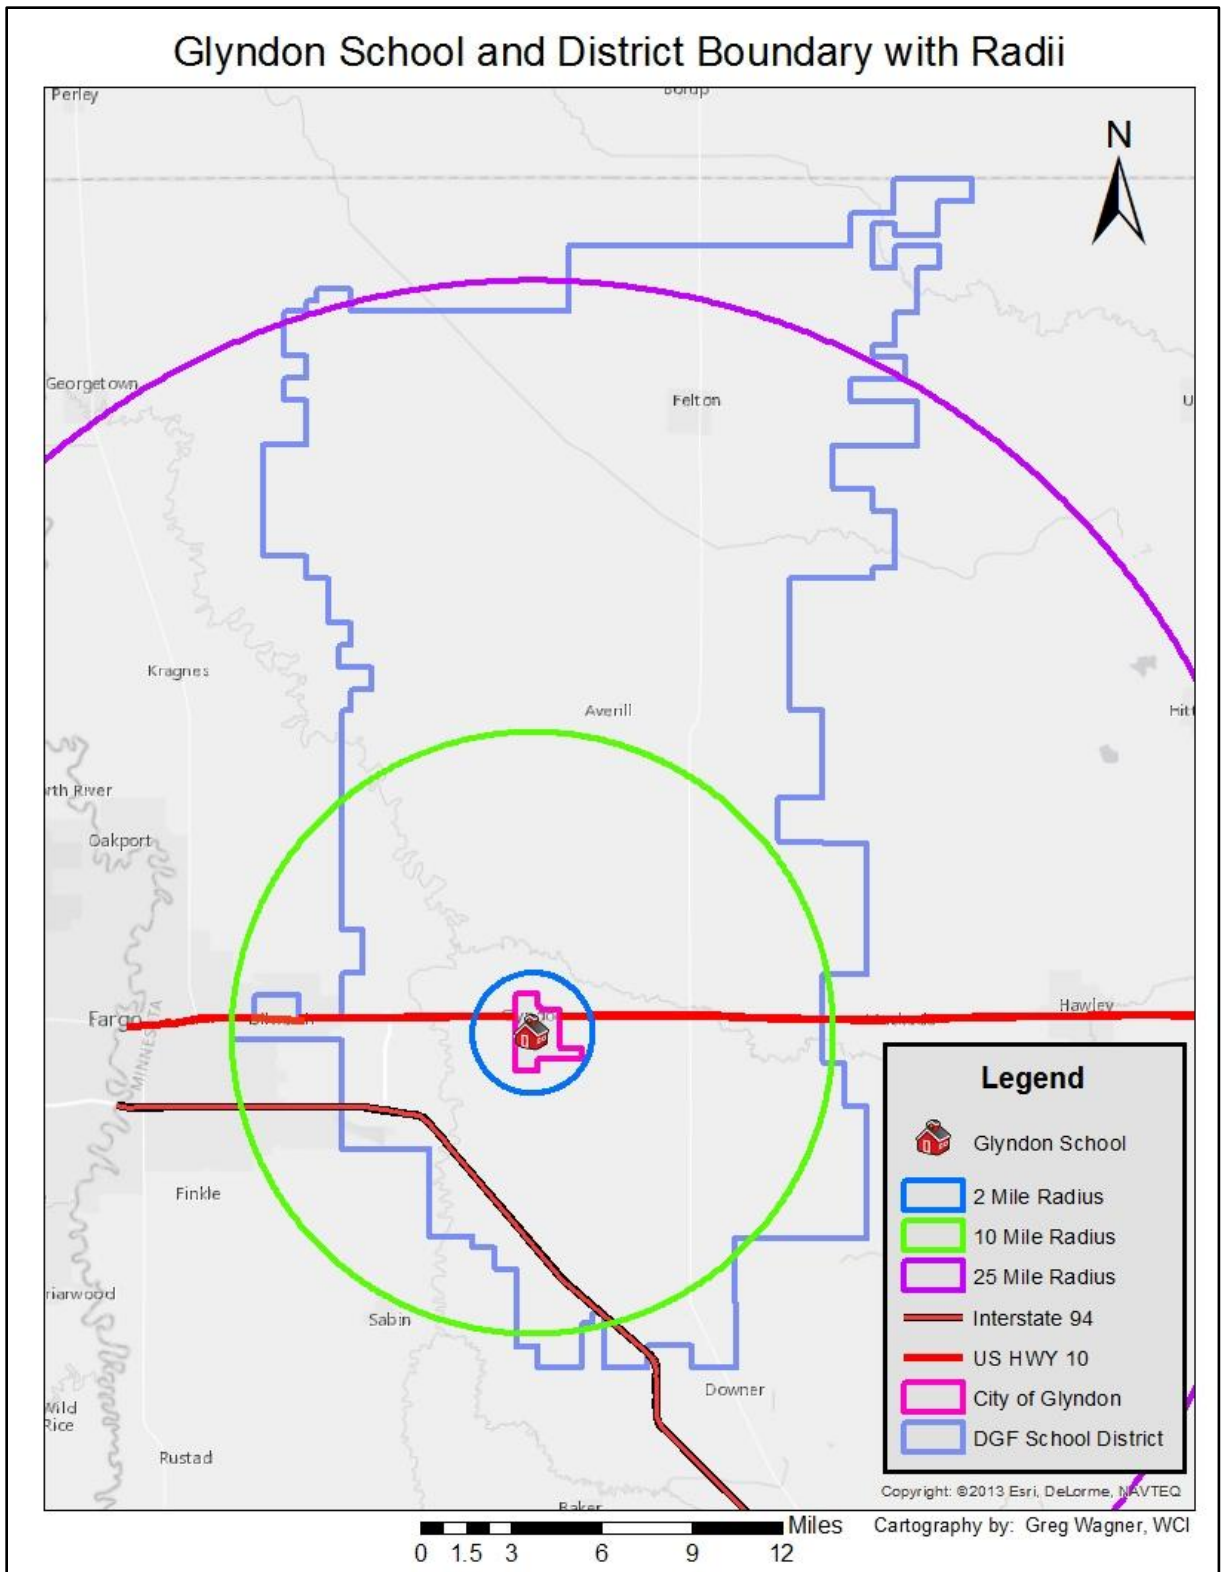 Glyndon School and District Boundary with Radii
Perley
Borup
N
Georgetown
Felton
U
Kragnes
Averill
Hitt
rth River
Oakport
Fargo
MINNESOTA
Hawley
Finkle
riarwood
Sabin
Downer
Wild
Rice
Rustad
Baker
Legend
Glyndon School
2 Mile Radius
10 Mile Radius
25 Mile Radius
Interstate 94
US HWY 10
City of Glyndon
DGF School District
Copyright: ©2013 Esri, DeLorme, NAVTEQ
Miles
Cartography by: Greg Wagner, WCI
0 1.5 3 6 9 12